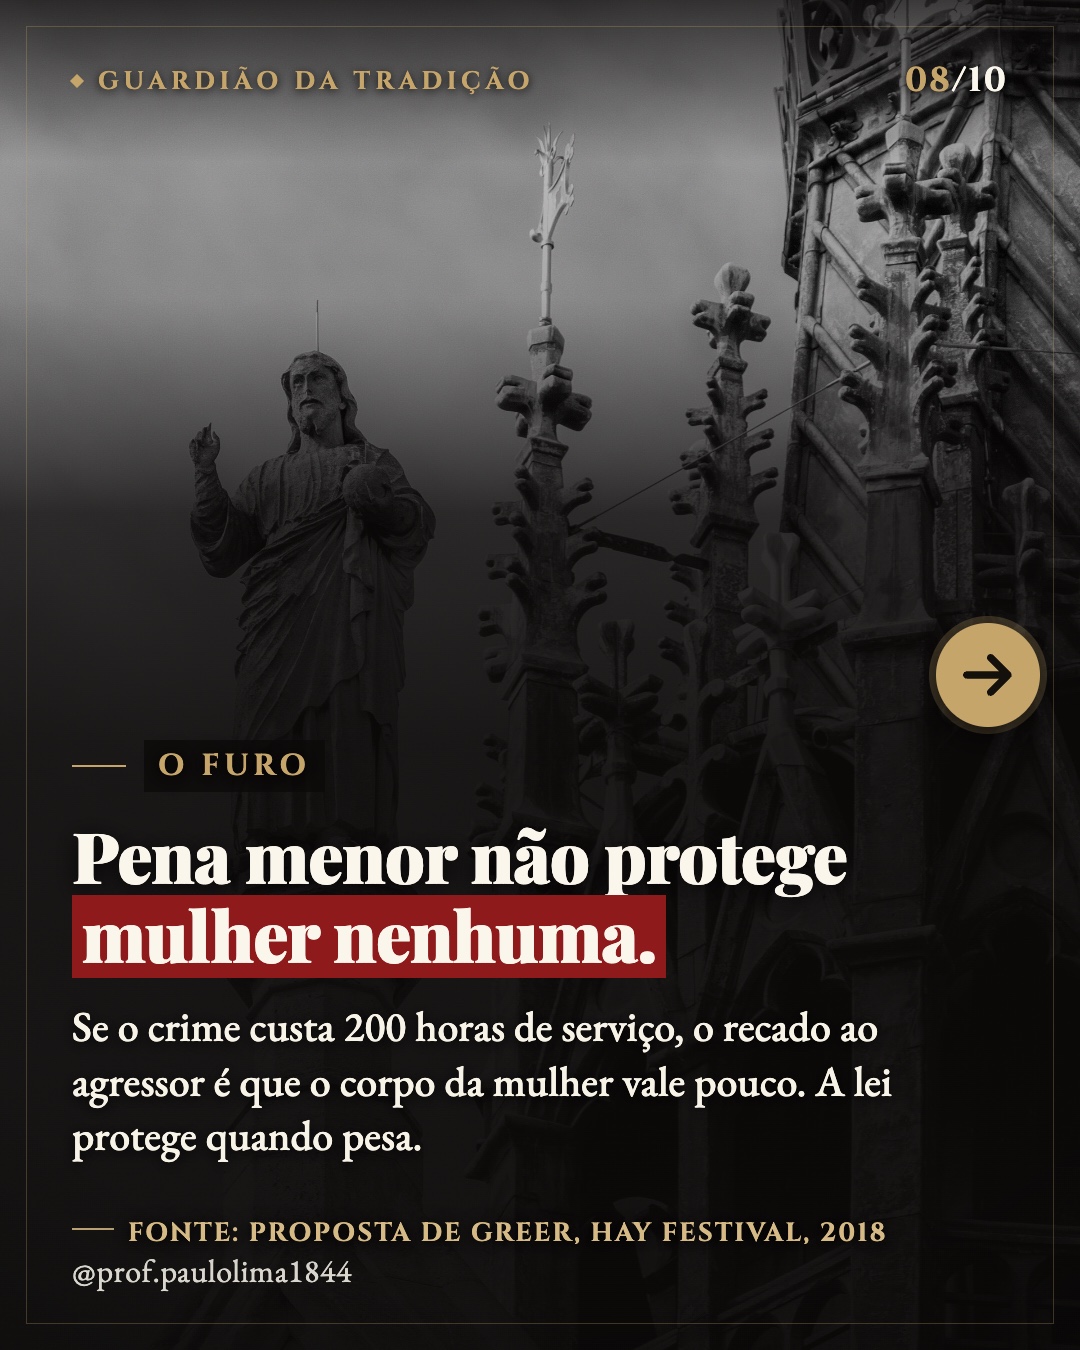 ◆ GUARDIÃO DA TRADIÇÃO
08/10
O FURO
Pena menor não protege
mulher nenhuma.
Se o crime custa 200 horas de serviço, o recado ao
agressor é que o corpo da mulher vale pouco. A lei
protege quando pesa.
FONTE: PROPOSTA DE GREER, HAY FESTIVAL, 2018
@prof.paulolima1844